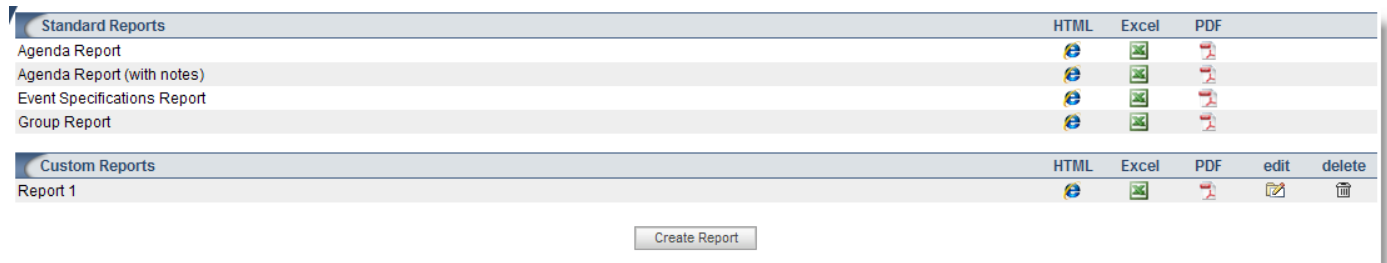 Standard Reports HTML Excel PDF
Agenda Report
Agenda Report (with notes)
Event Specifications Report
Group Report
Custom Reports HTML Excel PDF edit delete
Report 1
Create Report